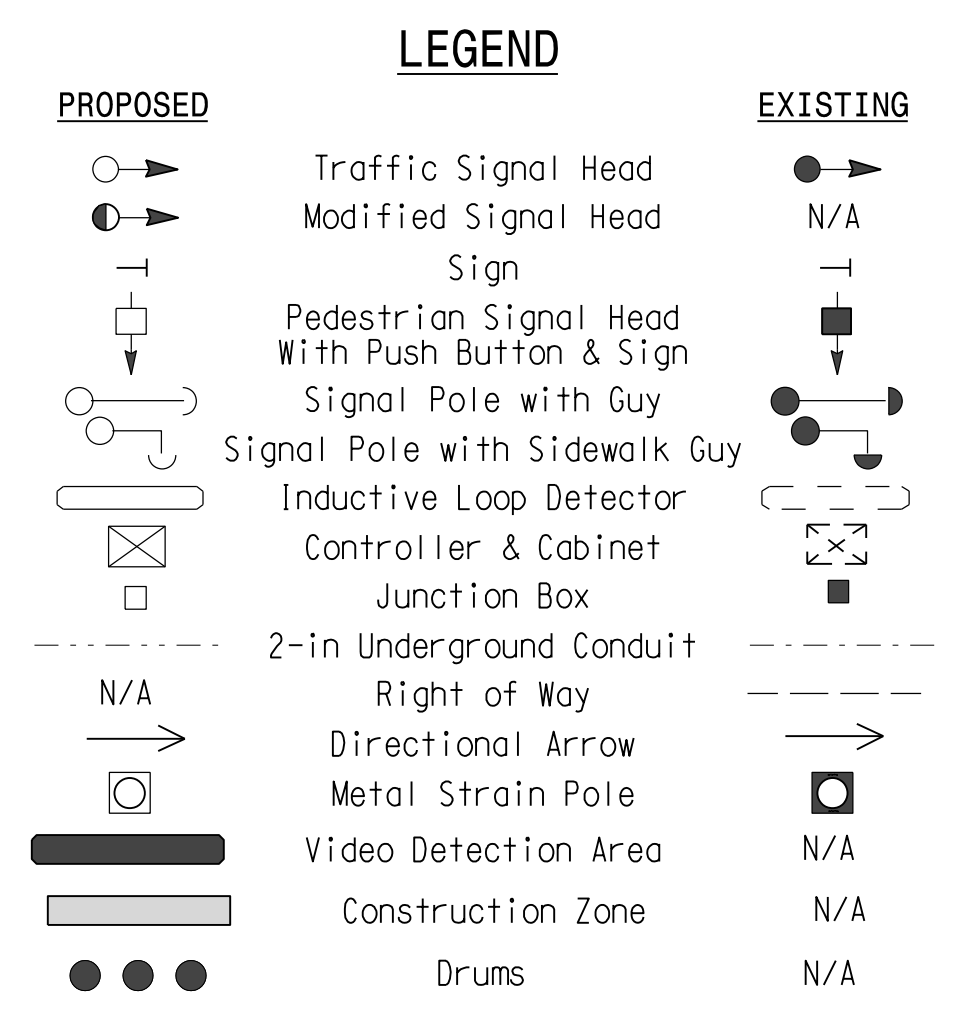 LEGEND
PROPOSED EXISTING
Traffic Signal Head
Modified Signal Head N/A
Sign
Pedestrian Signal Head
With Push Button & Sign
Signal Pole with Guy
Signal Pole with Sidewalk Guy
Inductive Loop Detector
Controller & Cabinet
Junction Box
2-in Underground Conduit
N/A Right of Way
Directional Arrow
Metal Strain Pole
Video Detection Area N/A
Construction Zone N/A
Drums N/A